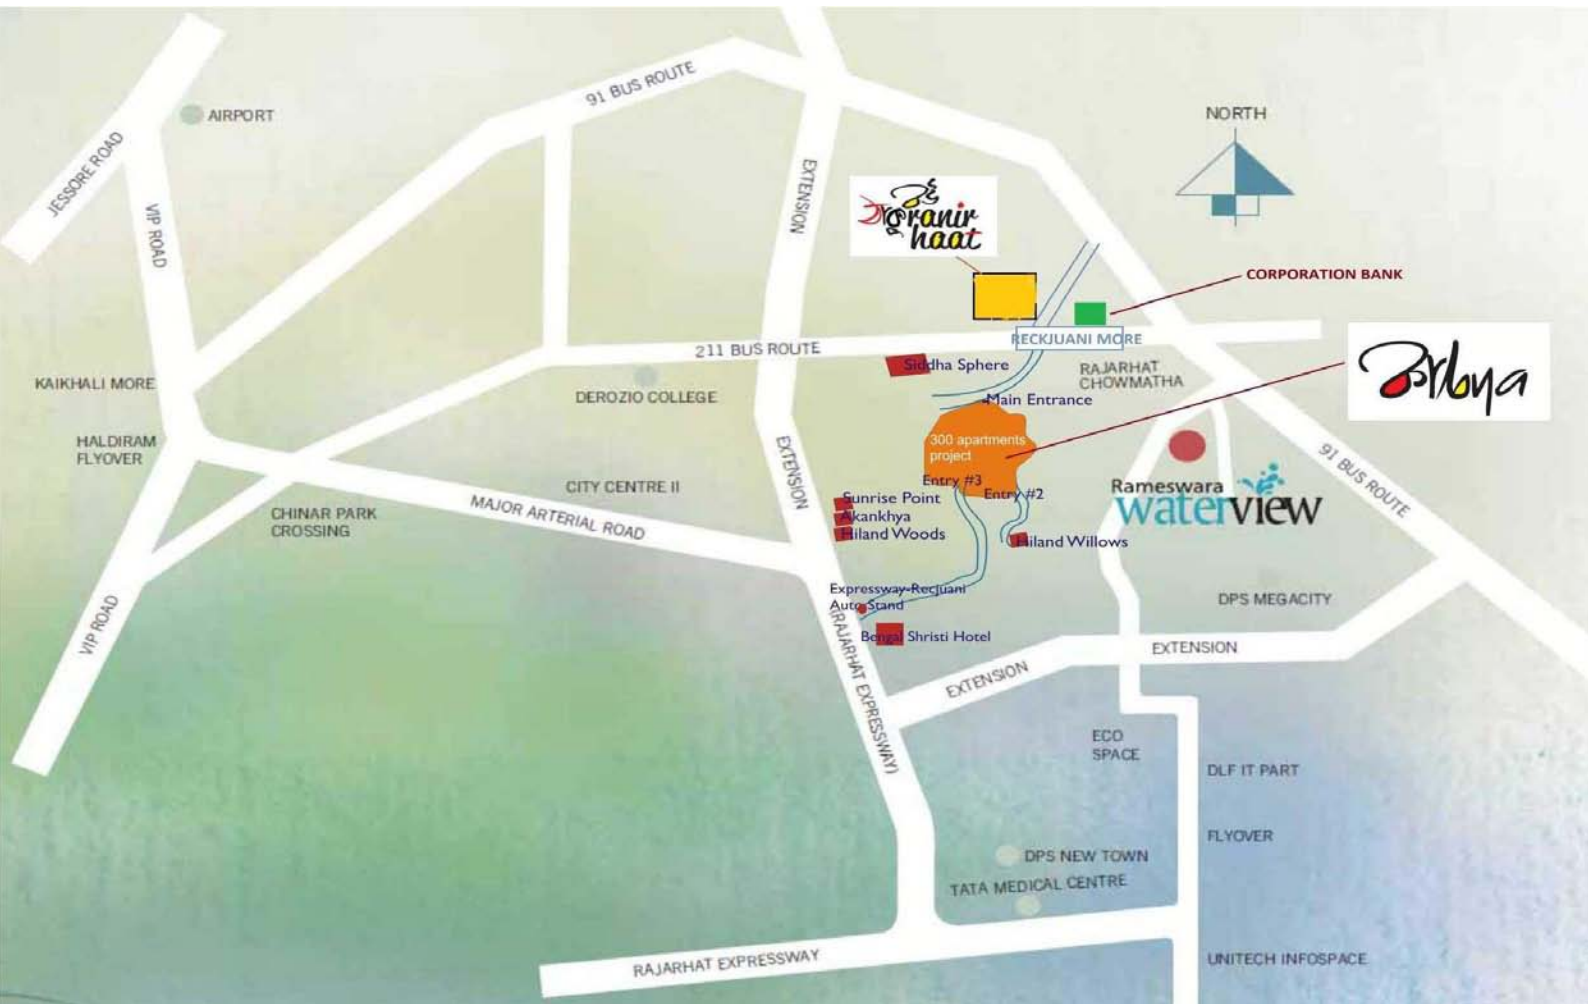 91 BUS ROUTE
AIRPORT
NORTH
JESSORE ROAD
VIP ROAD
EXTENSION
ranir
haat
CORPORATION BANK
RECKJUANI MORE
211 BUS ROUTE
Siddha Sphere
RAJARHAT
CHOWMATHA
KAIKHALI MORE
DEROZIO COLLEGE
Main Entrance
HALDIRAM
FLYOVER
300 apartments
project
EXTENSION
91 BUS ROUTE
Entry #3
Entry #2
CITY CENTRE II
Sunrise Point
Akankhya
Hiland Woods
Rameswara
waterview
MAJOR ARTERIAL ROAD
CHINAR PARK
CROSSING
Hiland Willows
Expressway-Recjuani
Auto Stand
DPS MEGACITY
VIP ROAD
Bengal Shristi Hotel
(RAJARHAT EXPRESSWAY)
EXTENSION
EXTENSION
ECO
SPACE
DLF IT PART
FLYOVER
DPS NEW TOWN
TATA MEDICAL CENTRE
RAJARHAT EXPRESSWAY
UNITECH INFOSPACE